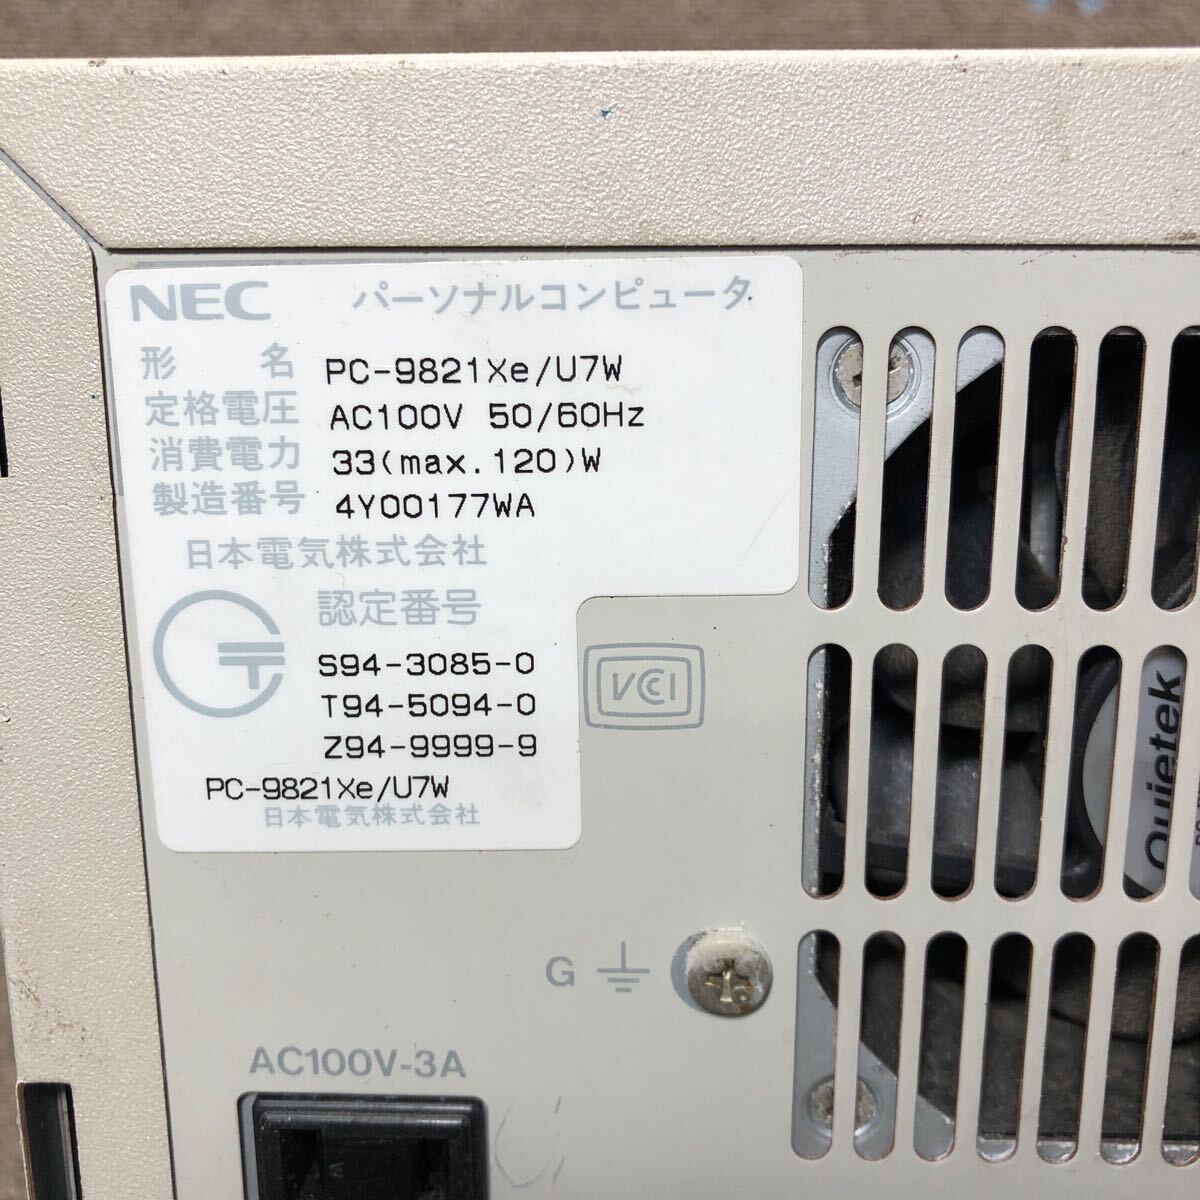 NEC パーソナルコンピュータ
形 名 PC-9821Xe/U7W
定格電圧 AC100V 50/60Hz
消費電力 33(max.120)W
製造番号 4Y00177WA
日本電気株式会社
認定番号
S94-3085-0
T94-5094-0
Z94-9999-9
PC-9821Xe/U7W
日本電気株式会社
VCCI
Quietek
G
AC100V-3A